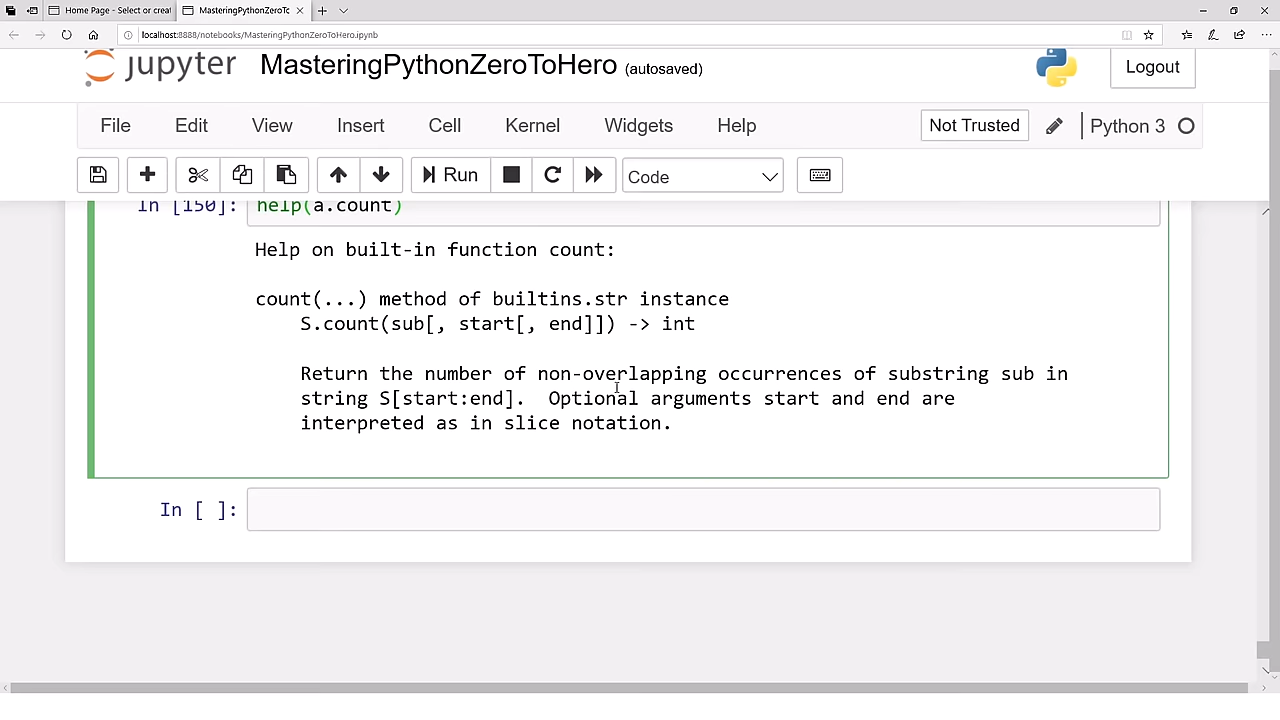 Home Page - Select or creat
MasteringPythonZeroToH
localhost:8888/notebooks/MasteringPythonZeroToHero.ipynb
jupyter MasteringPythonZeroToHero (autosaved)
Logout
File Edit View Insert Cell Kernel Widgets Help
Not Trusted
Python 3
Run
Code
In [150]: help(a.count)
Help on built-in function count:
count(...) method of builtins.str instance
S.count(sub[, start[, end]]) -> int
Return the number of non-overlapping occurrences of substring sub in
string S[start:end].  Optional arguments start and end are
interpreted as in slice notation.
In [ ]: